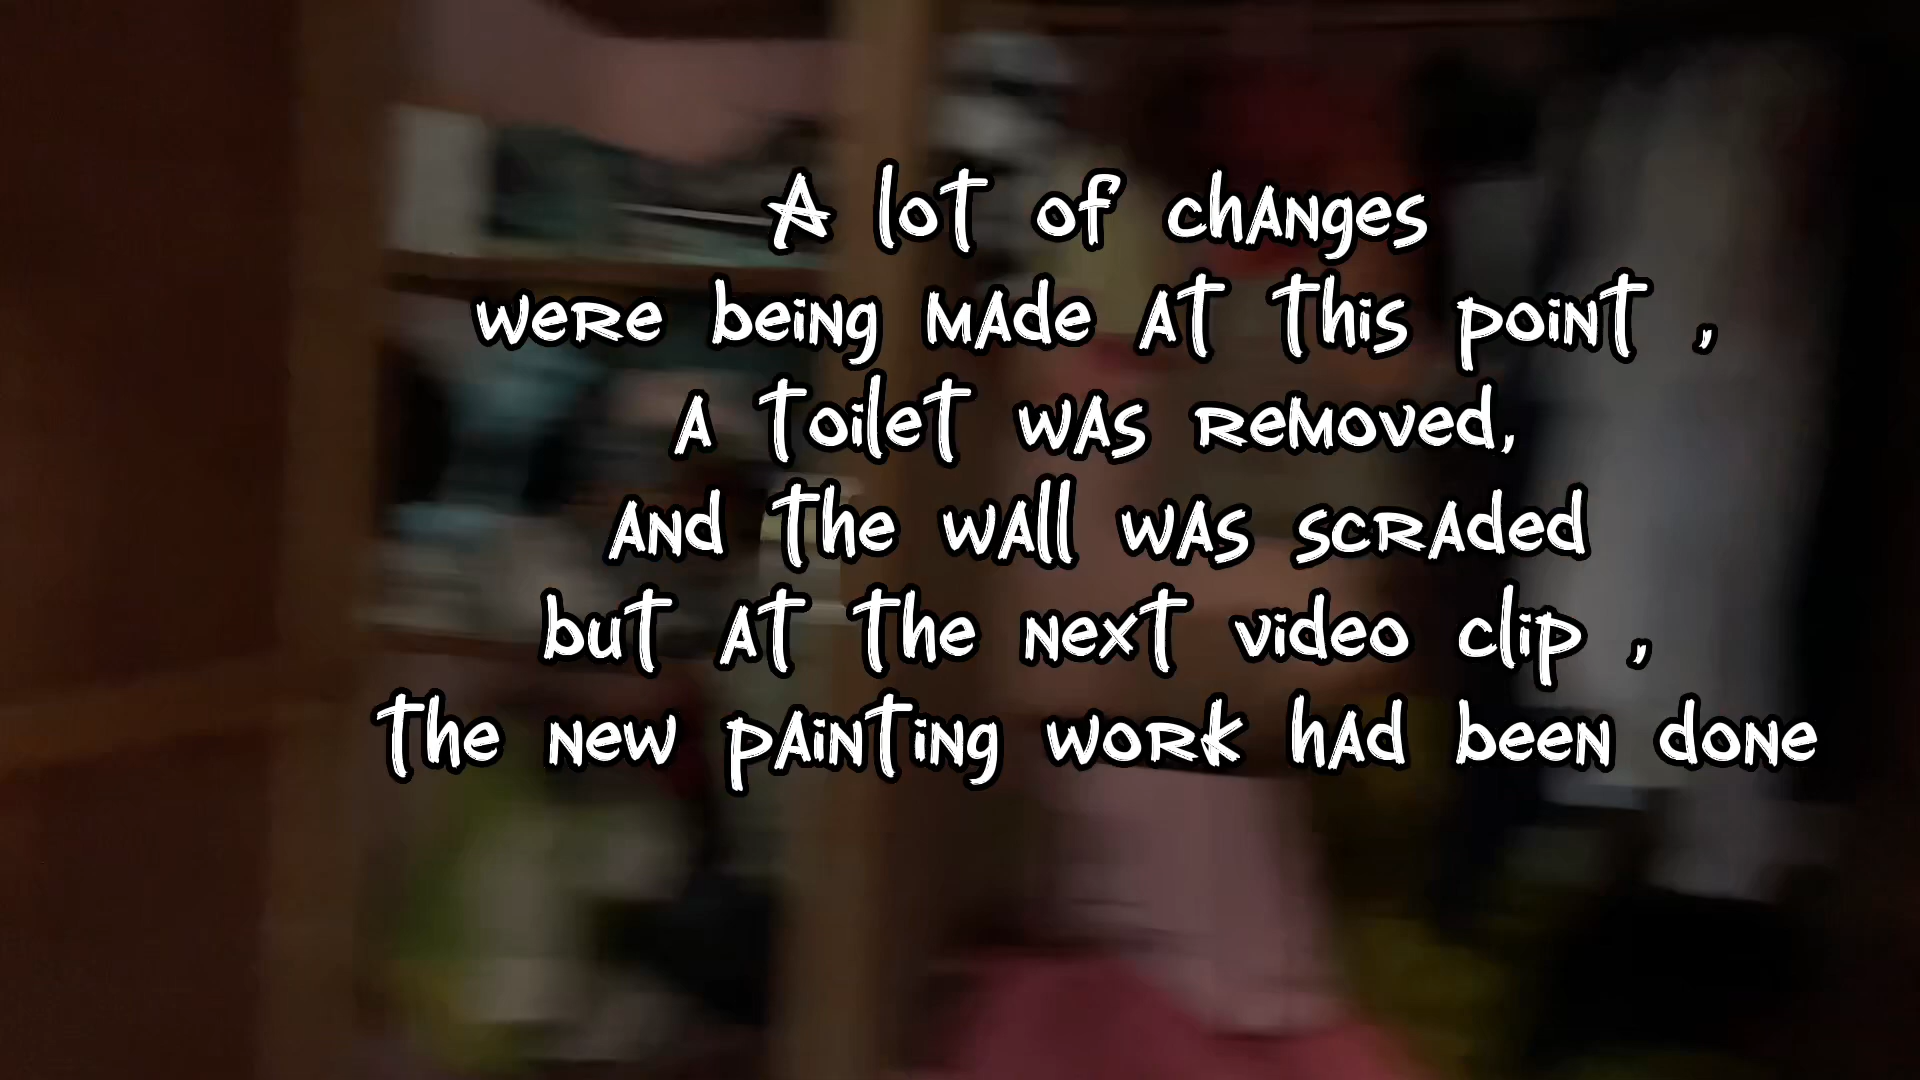 A lot of changes
were being made at this point ,
a toilet was removed,
and the wall was scraded
but at the next video clip ,
the new painting work had been done